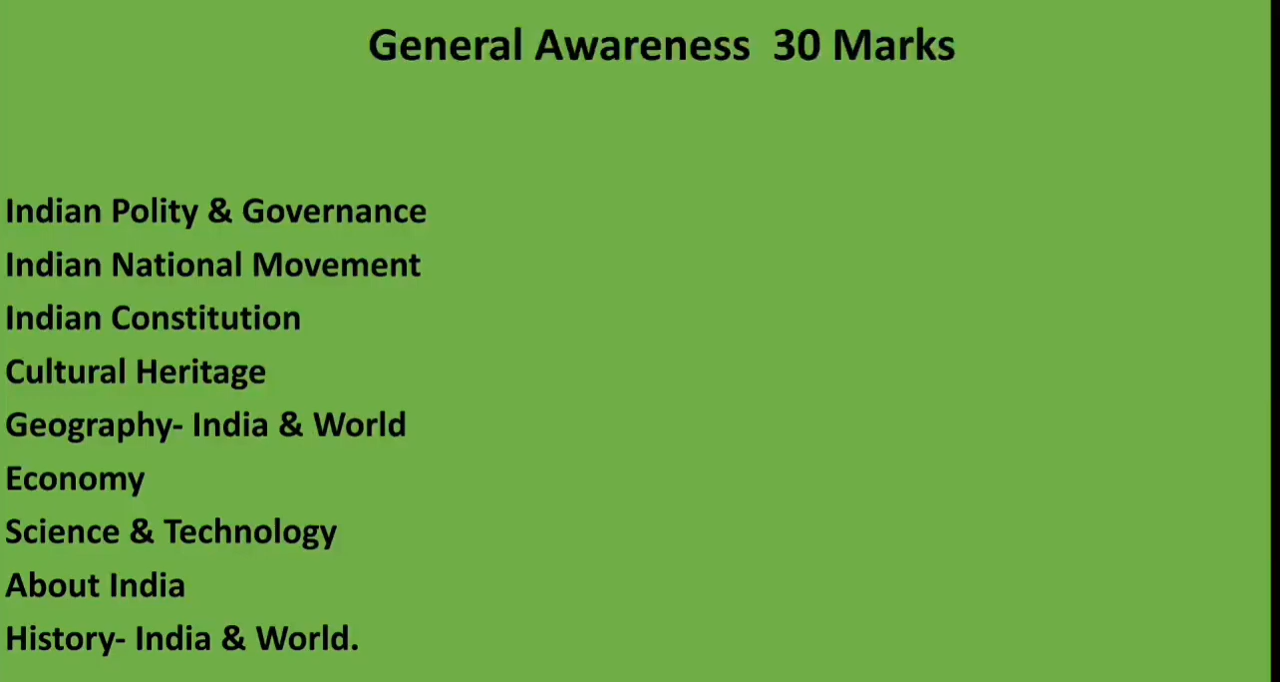 General Awareness  30 Marks
Indian Polity & Governance
Indian National Movement
Indian Constitution
Cultural Heritage
Geography- India & World
Economy
Science & Technology
About India
History- India & World.